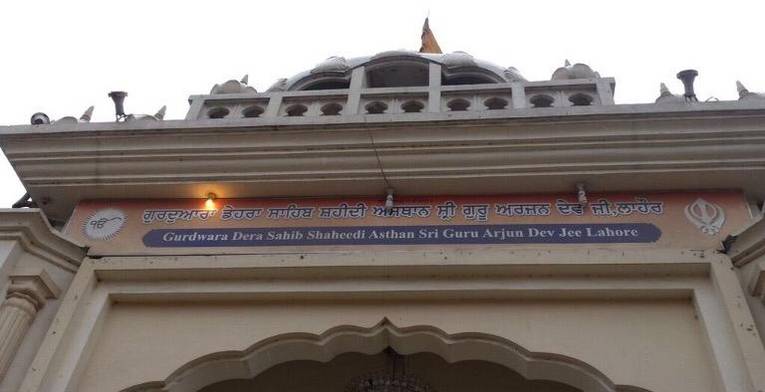 ੴ ਗੁਰਦੁਆਰਾ ਡੇਹਰਾ ਸਾਹਿਬ ਸ਼ਹੀਦੀ ਅਸਥਾਨ ਸ਼੍ਰੀ ਗੁਰੂ ਅਰਜਨ ਦੇਵ ਜੀ,ਲਾਹੌਰ
Gurdwara Dera Sahib Shaheedi Asthan Sri Guru Arjun Dev Jee Lahore